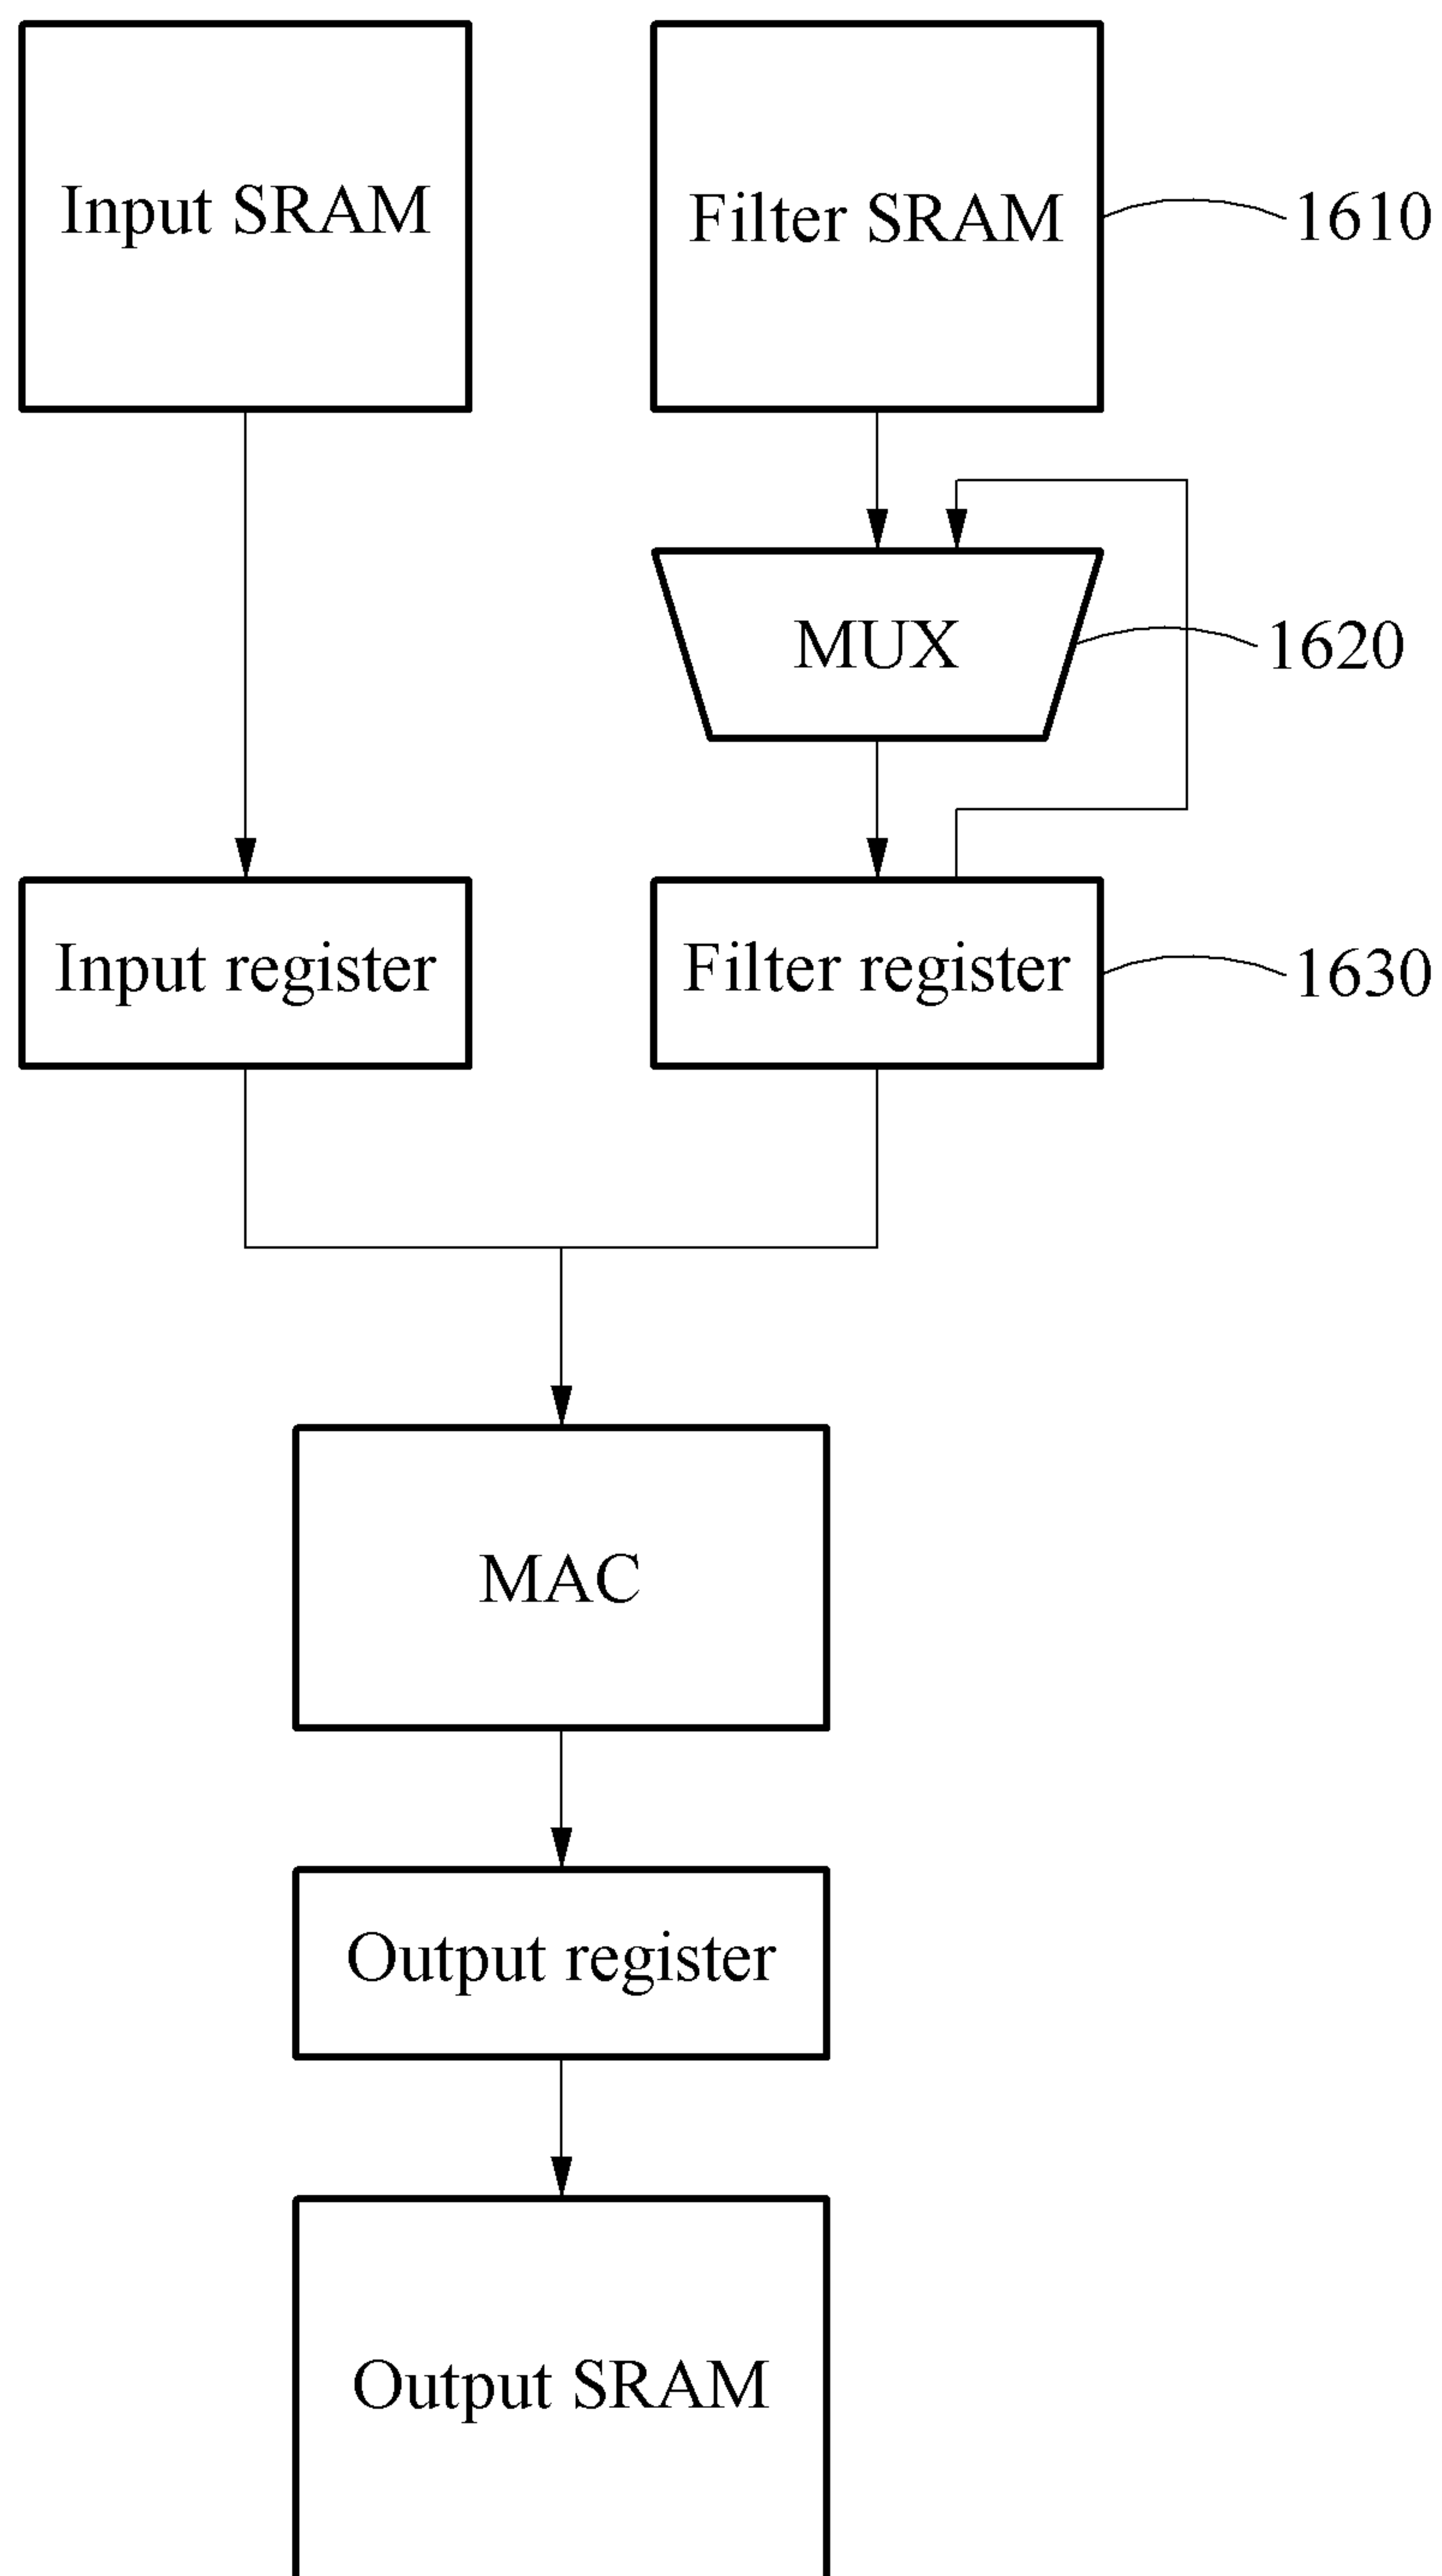 Input SRAM
Filter SRAM
1610
MUX
1620
Input register
Filter register
1630
MAC
Output register
Output SRAM